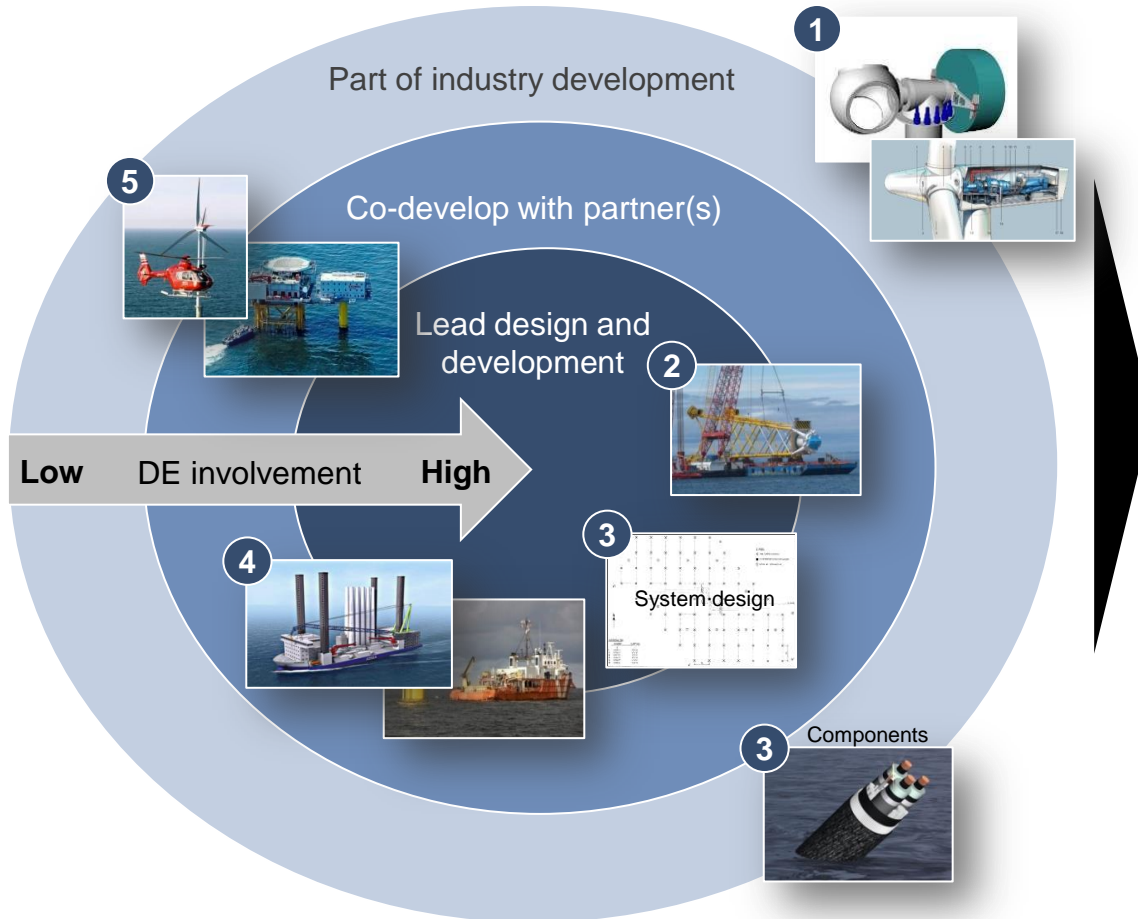 1
Part of industry development
5
Co-develop with partner(s)
Lead design and
development
2
Low DE involvement High
3
4
System design
3
Components